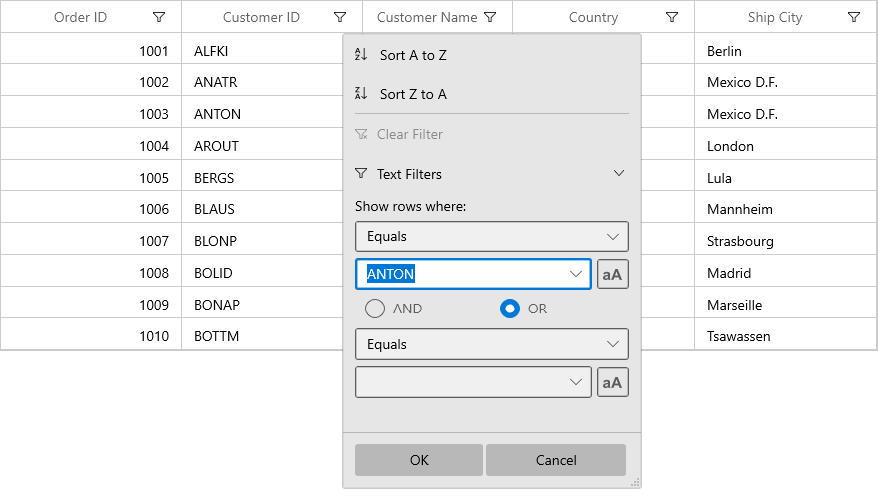 Order ID Customer ID Customer Name Country Ship City
1001 ALFKI Berlin
1002 ANATR Mexico D.F.
1003 ANTON Mexico D.F.
1004 AROUT London
1005 BERGS Lula
1006 BLAUS Mannheim
1007 BLONP Strasbourg
1008 BOLID Madrid
1009 BONAP Marseille
1010 BOTTM Tsawassen
Sort A to Z
Sort Z to A
Clear Filter
Text Filters
Show rows where:
Equals
ANTON aA
AND OR
Equals
aA
OK Cancel